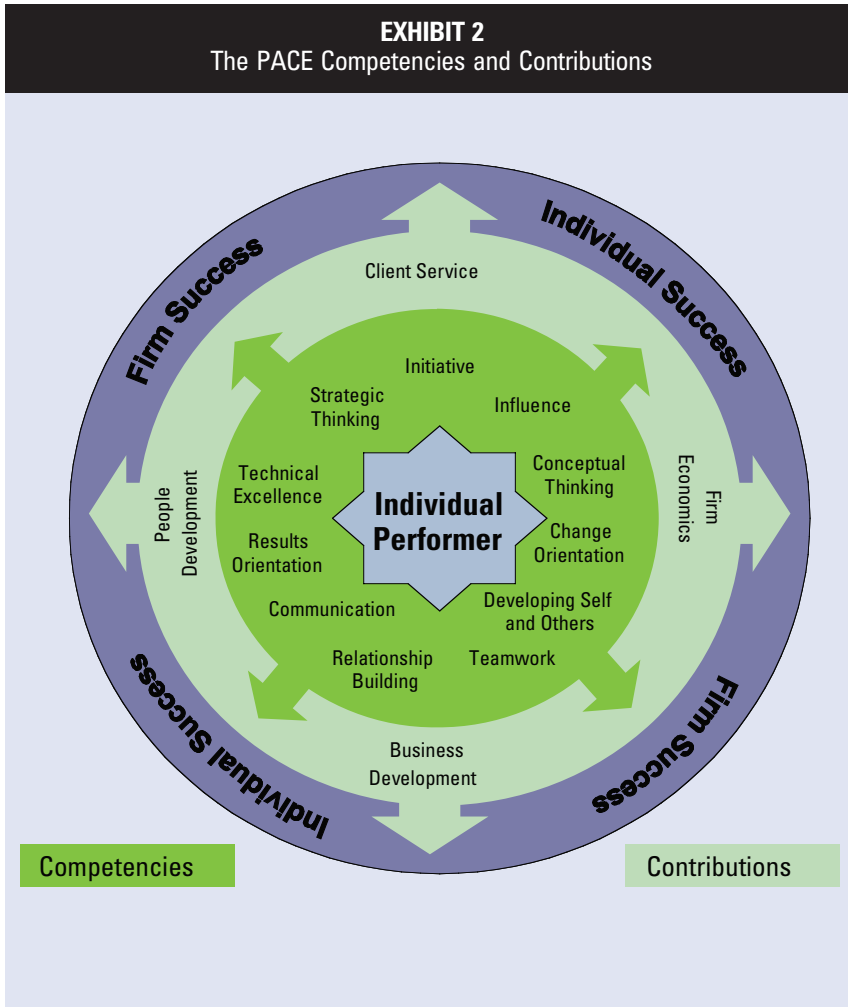 EXHIBIT 2
The PACE Competencies and Contributions
Firm Success
Individual Success
Client Service
Initiative
Strategic
Thinking
Influence
Technical
Excellence
Conceptual
Thinking
People
Development
Individual
Performer
Firm
Economics
Results
Orientation
Change
Orientation
Communication
Developing Self
and Others
Relationship
Building
Teamwork
Individual Success
Business
Development
Firm Success
Competencies
Contributions